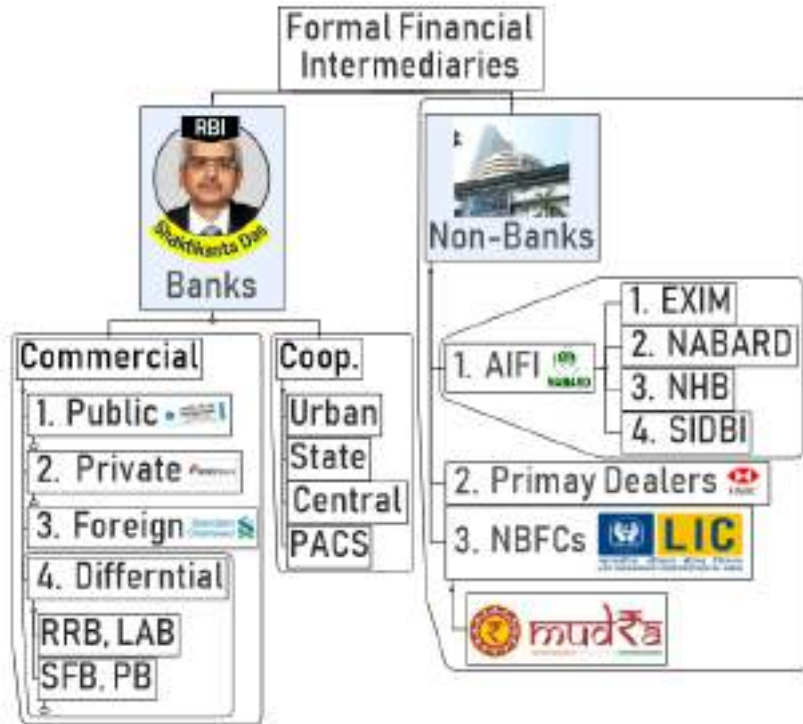 Formal Financial
Intermediaries
RBI
Shaktikanta Das
Banks
Non-Banks
Commercial
1. Public
2. Private
3. Foreign
4. Differntial
RRB, LAB
SFB, PB
Coop.
Urban
State
Central
PACS
1. AIFI
NABARD
1. EXIM
2. NABARD
3. NHB
4. SIDBI
2. Primay Dealers
HSBC
3. NBFCs
LIC
mudRa